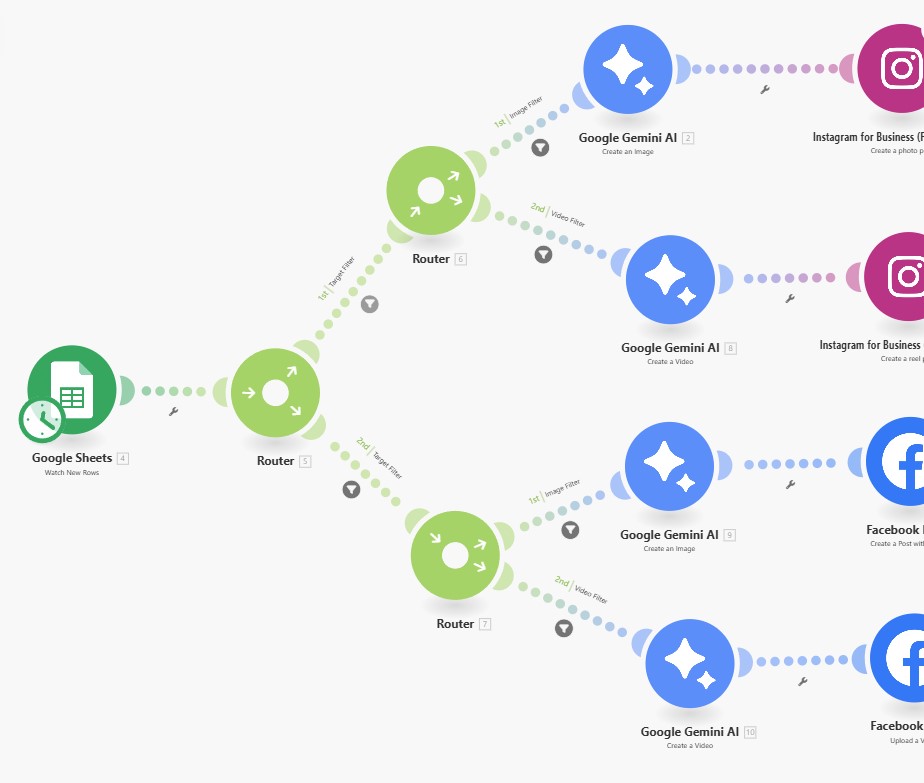 1st Image Filter
Google Gemini AI 2
Create an Image
Instagram for Business (
Create a photo p
Router 6
2nd Video Filter
1st Target Filter
Google Gemini AI 8
Create a Video
Instagram for Business
Create a reel
Google Sheets 4
Watch New Rows
Router 5
2nd Target Filter
1st Image Filter
Google Gemini AI 9
Create an Image
Facebook
Create a Post wit
Router 7
2nd Video Filter
Google Gemini AI 10
Create a Video
Facebook
Upload a V